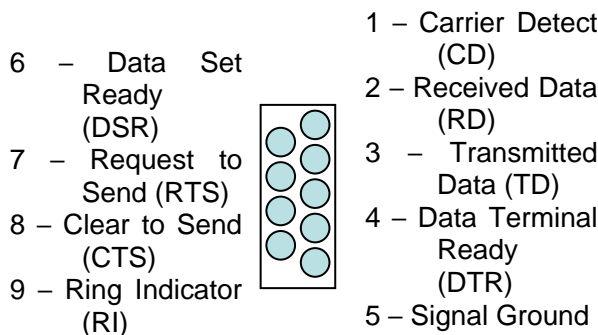 6 – Data Set
Ready
(DSR)
7 – Request to
Send (RTS)
8 – Clear to Send
(CTS)
9 – Ring Indicator
(RI)
1 – Carrier Detect
(CD)
2 – Received Data
(RD)
3 – Transmitted
Data (TD)
4 – Data Terminal
Ready
(DTR)
5 – Signal Ground